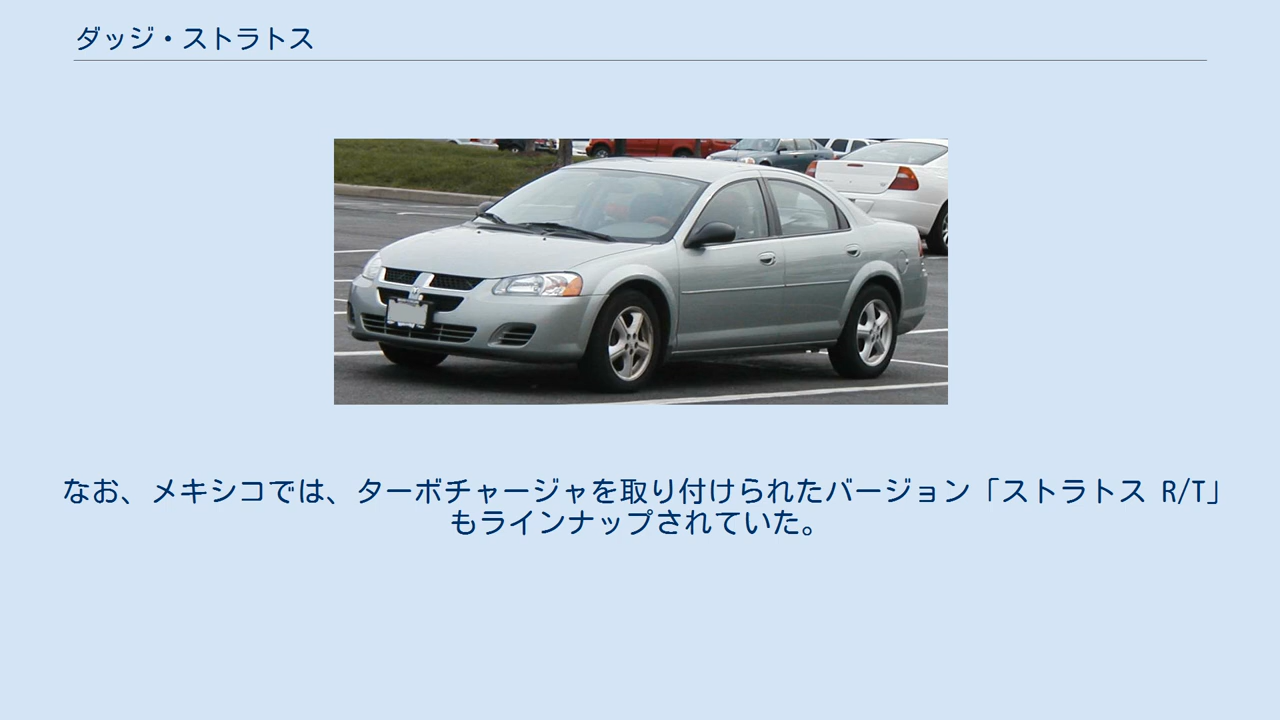 ダッジ・ストラトス
なお、メキシコでは、ターボチャージャを取り付けられたバージョン「ストラトス R/T」
もラインナップされていた。